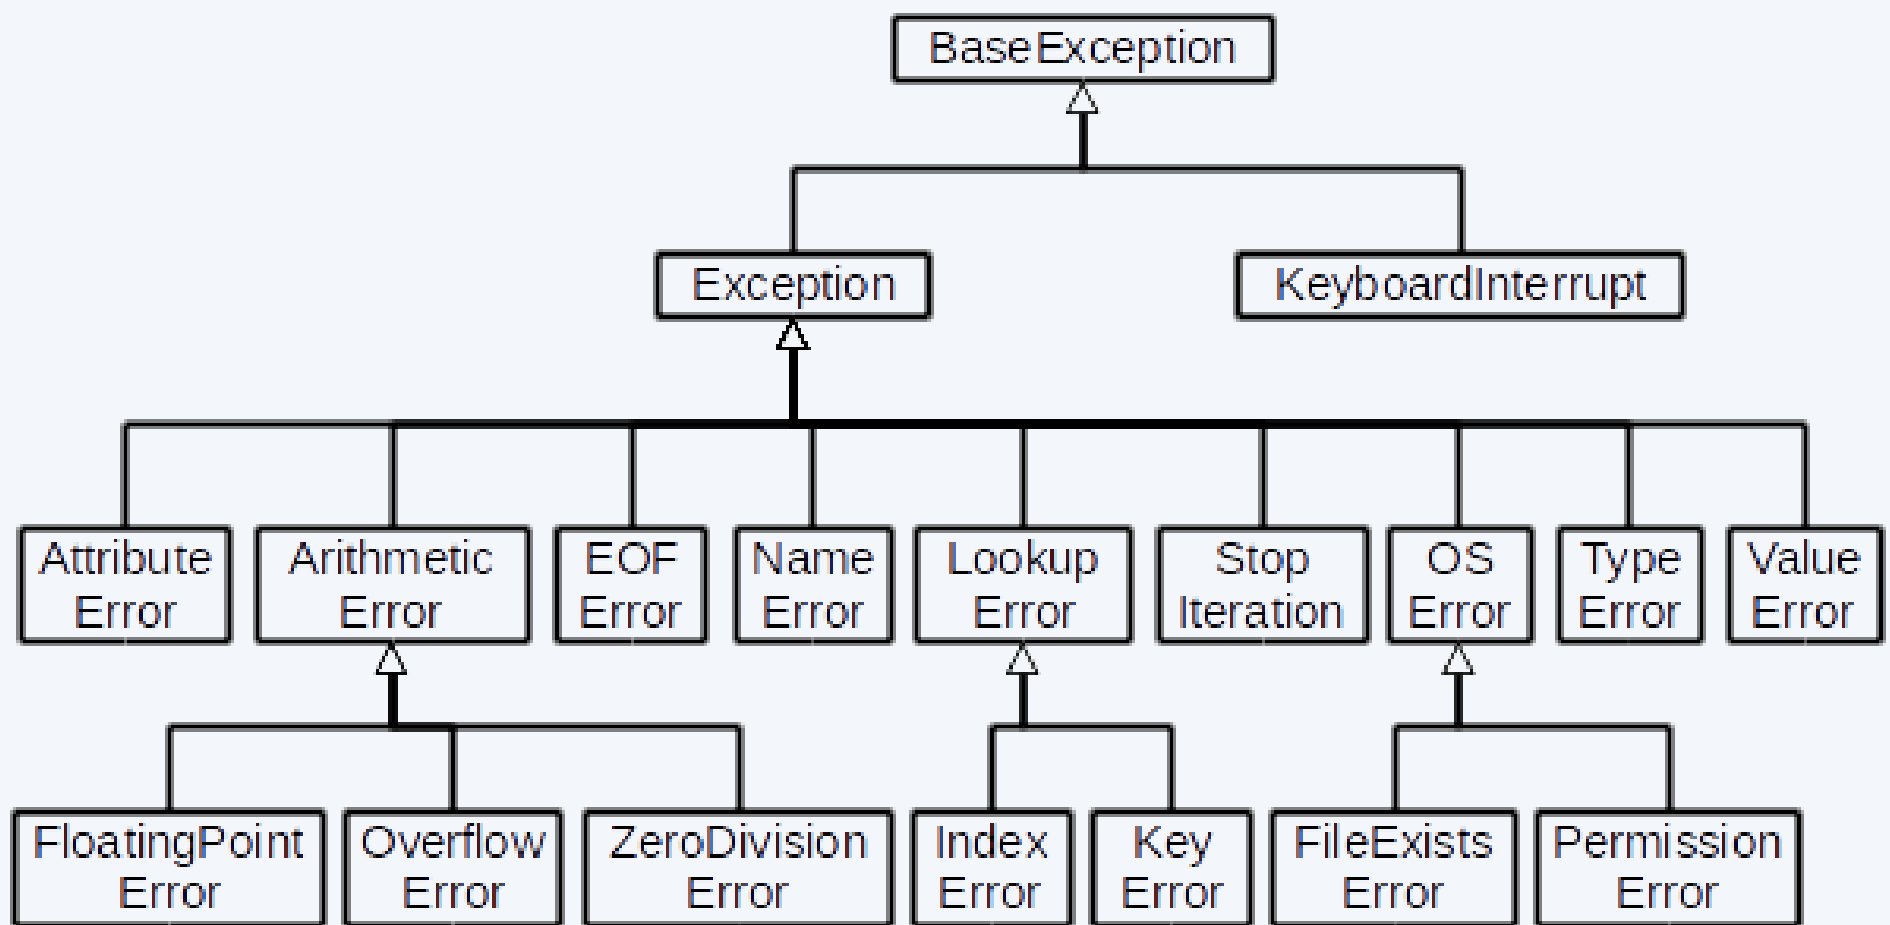 BaseException
Exception
KeyboardInterrupt
Attribute
Error
Arithmetic
Error
EOF
Error
Name
Error
Lookup
Error
Stop
Iteration
OS
Error
Type
Error
Value
Error
FloatingPoint
Error
Overflow
Error
ZeroDivision
Error
Index
Error
Key
Error
FileExists
Error
Permission
Error